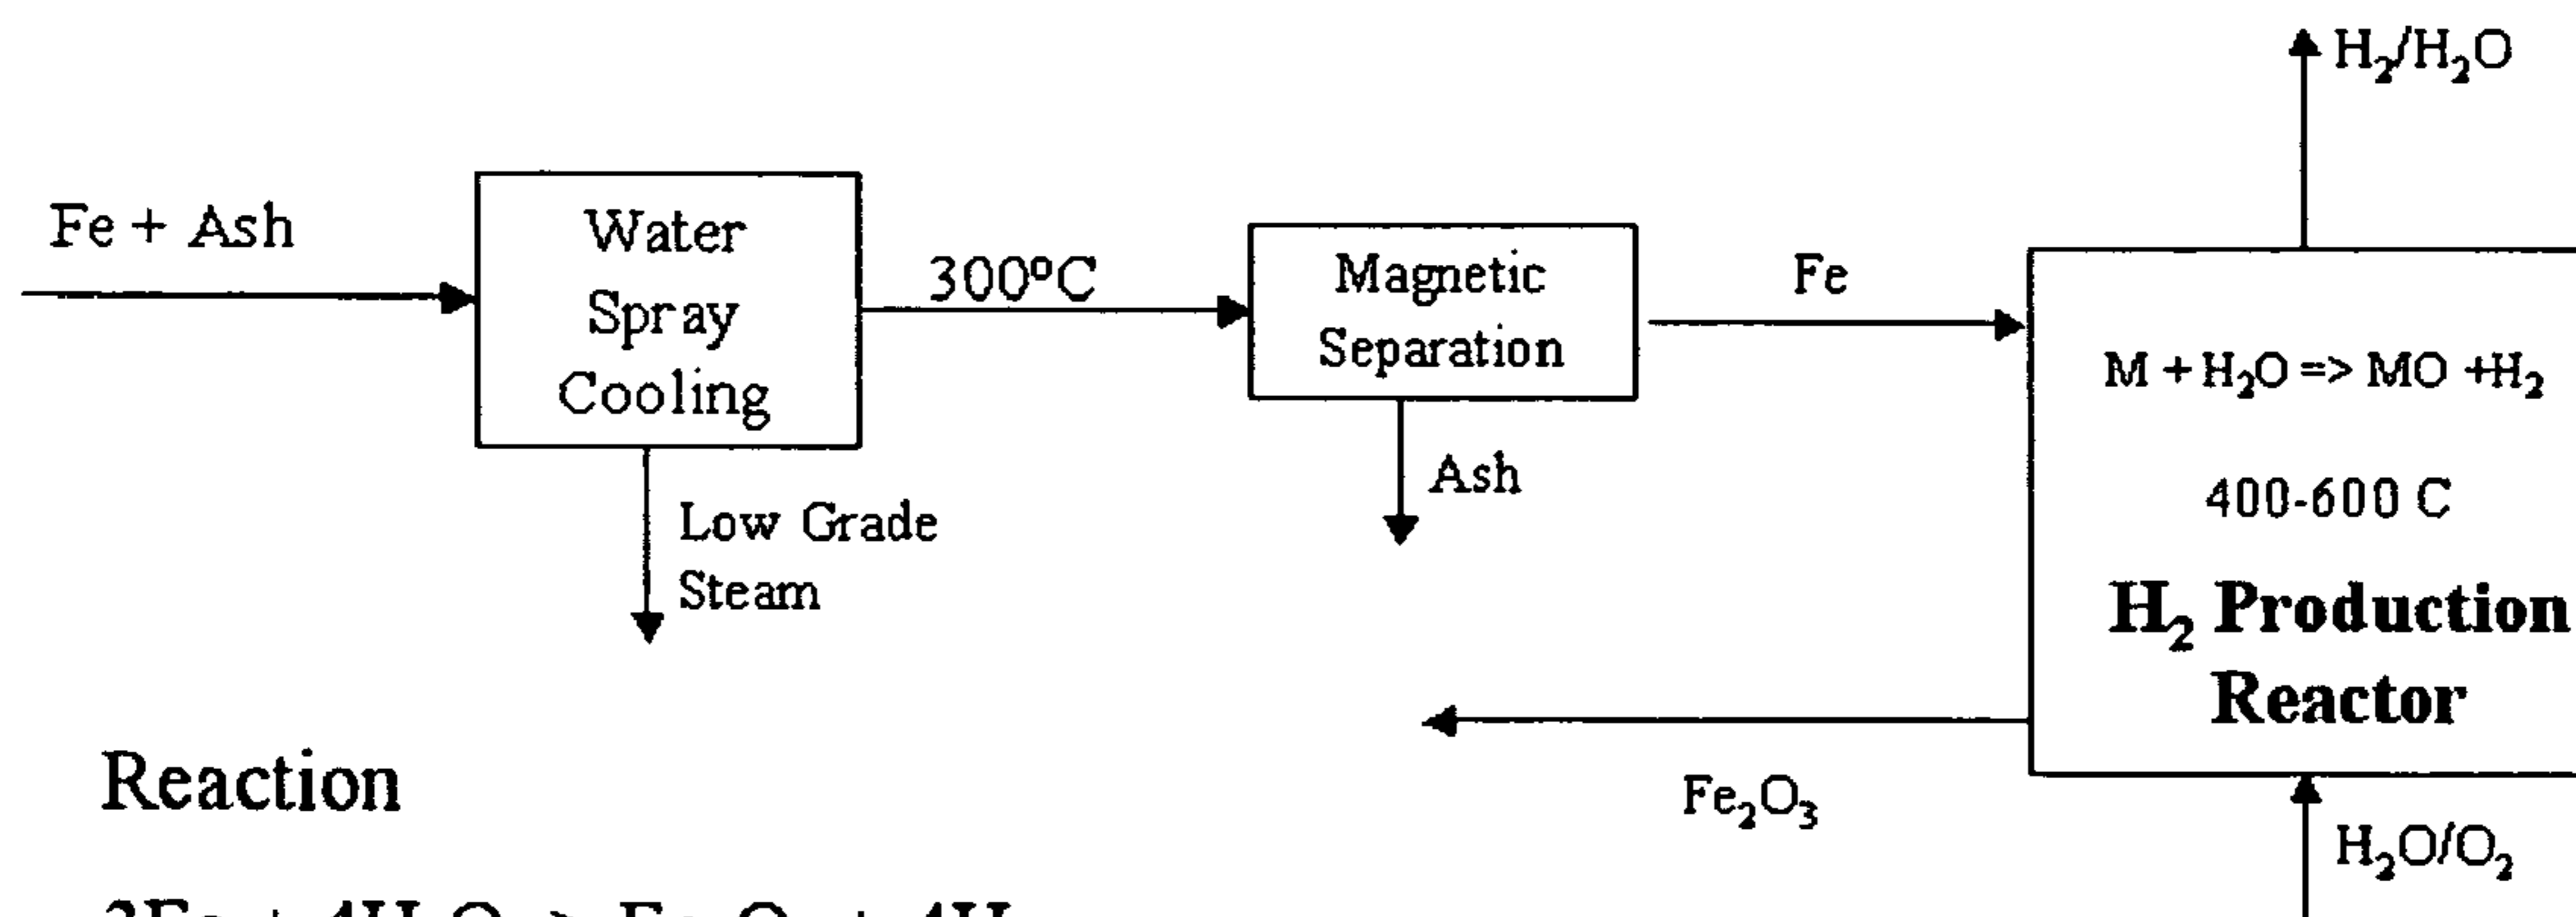 H₂/H₂O
Fe + Ash
Water
Spray
Cooling
300ºC
Magnetic
Separation
Fe
M + H₂O => MO +H₂
400-600 C
H₂ Production
Reactor
Ash
Low Grade
Steam
Fe₂O₃
H₂O/O₂
Reaction